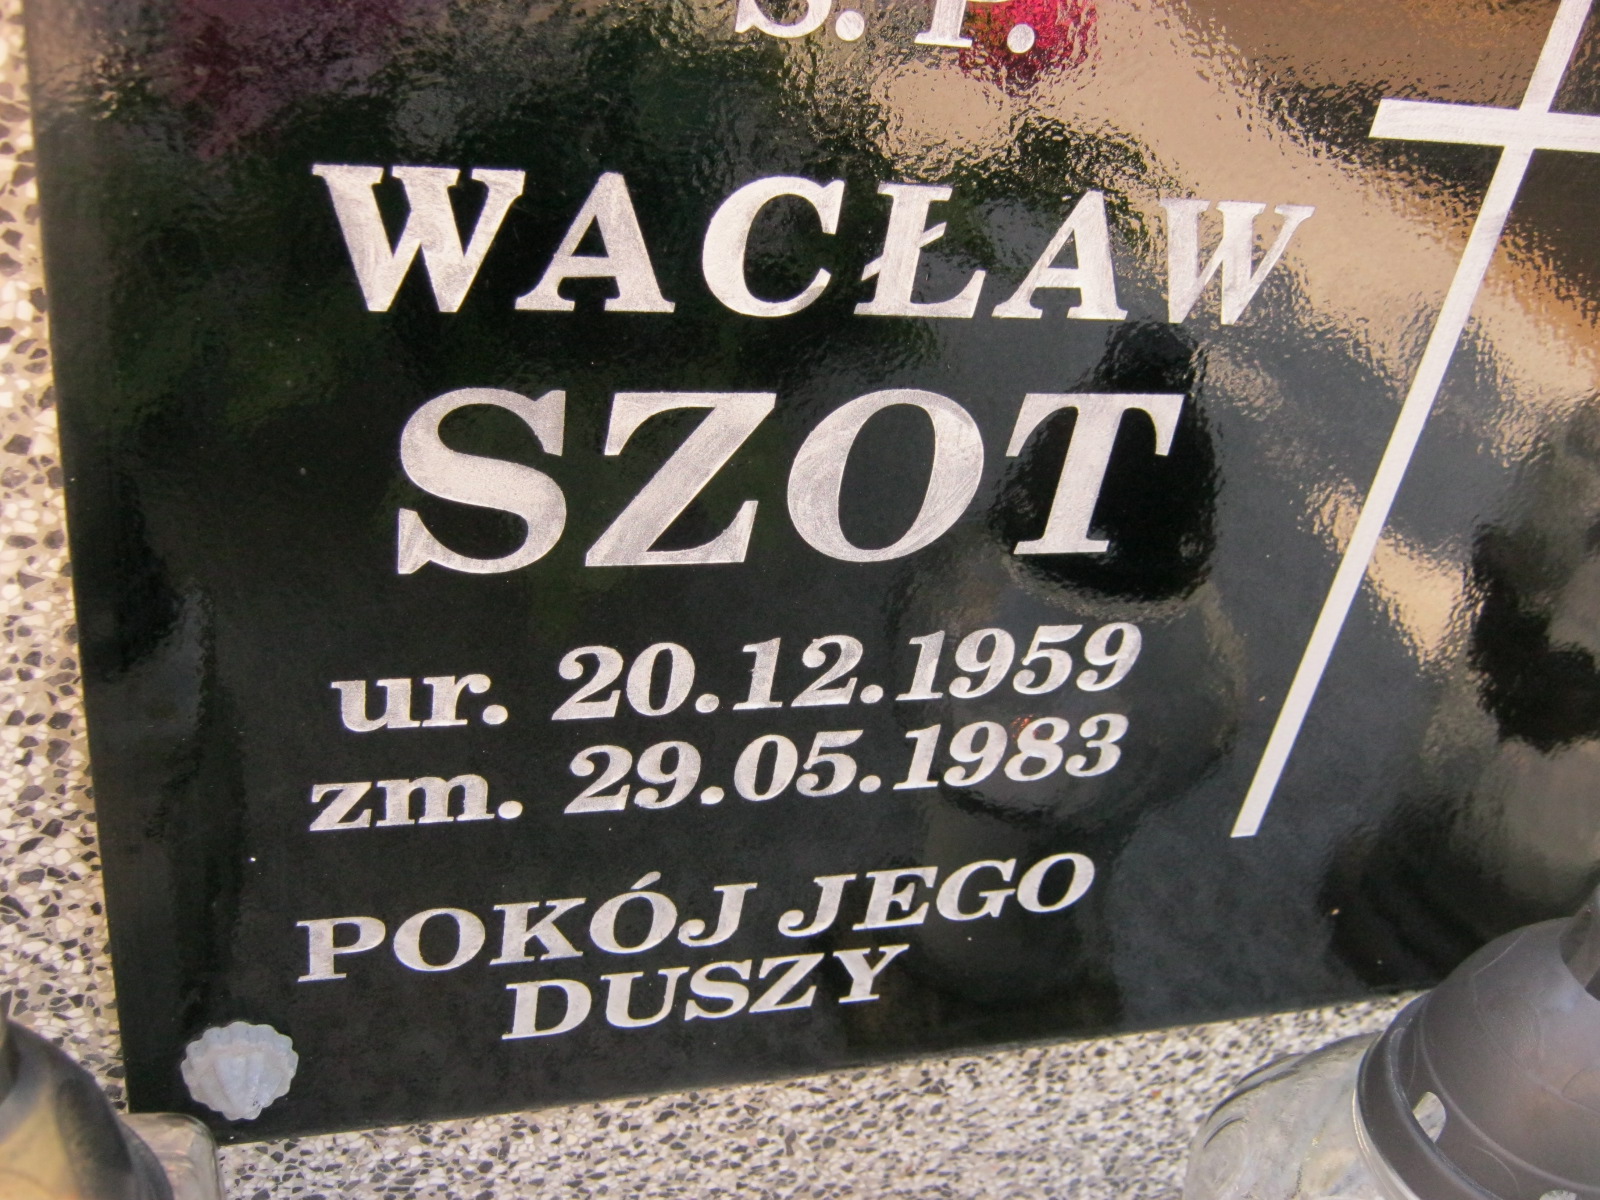 Ś. P.
WACŁAW
SZOT
ur. 20.12.1959
zm. 29.05.1983
POKÓJ JEGO
DUSZY